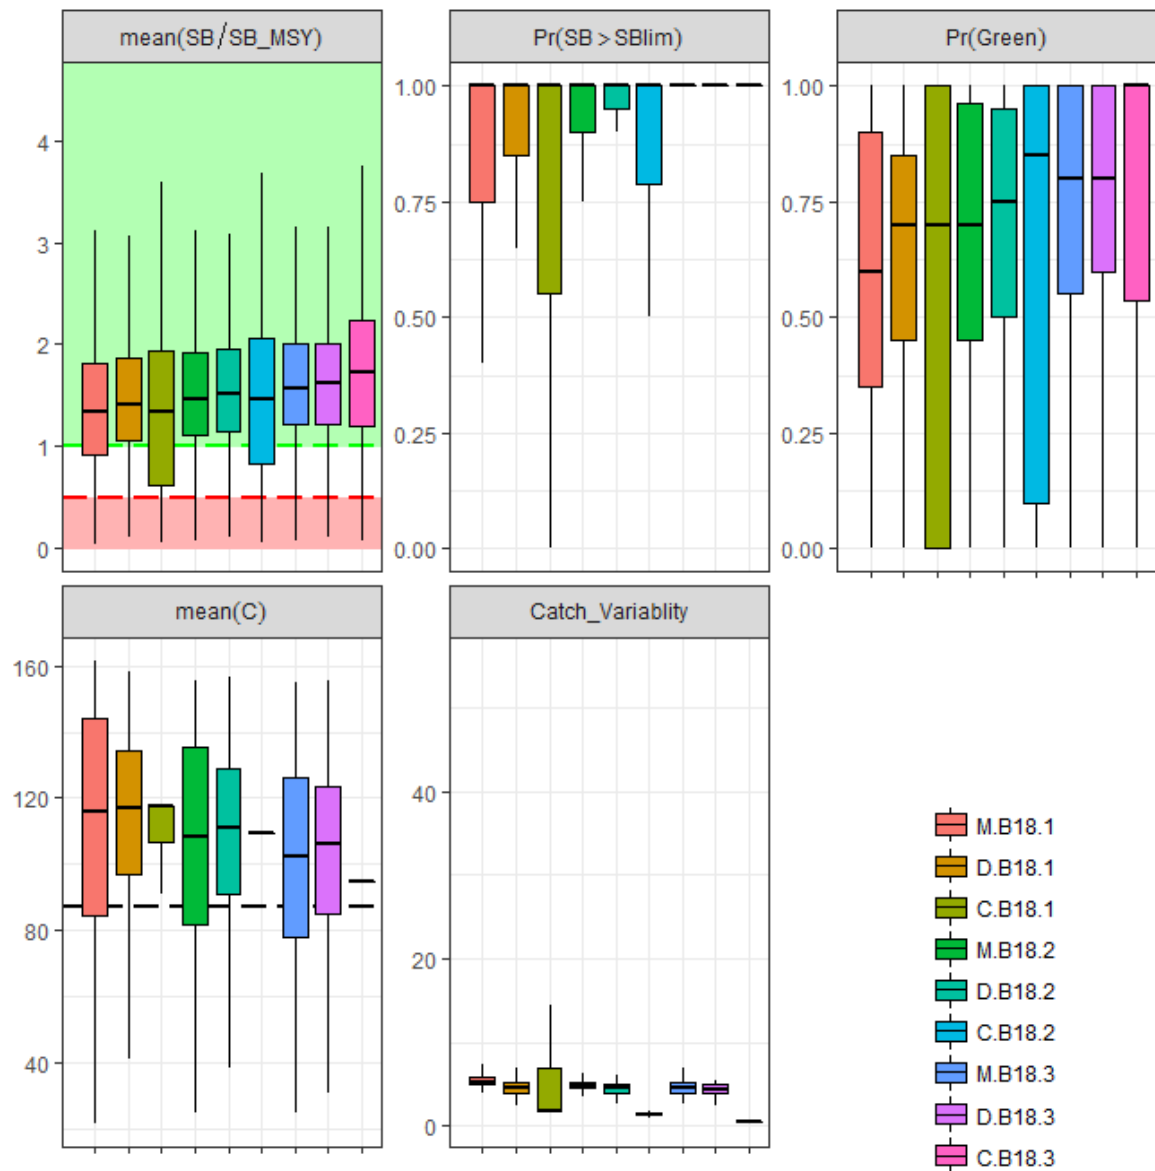 mean(SB/SB_MSY)
4
3
2
1
0
Pr(SB>SBlim)
1.00
0.75
0.50
0.25
0.00
Pr(Green)
1.00
0.75
0.50
0.25
0.00
mean(C)
160
120
80
40
Catch_Variablity
40
20
0
M.B18.1
D.B18.1
C.B18.1
M.B18.2
D.B18.2
C.B18.2
M.B18.3
D.B18.3
C.B18.3